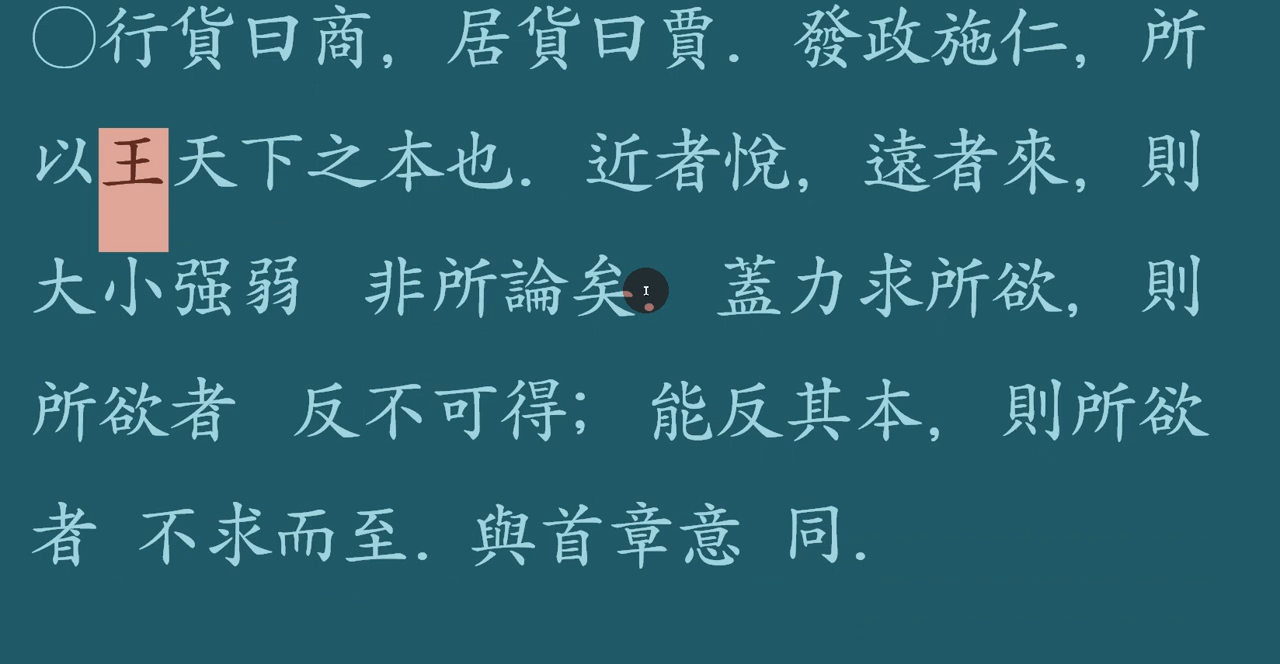 ◯行貨曰商, 居貨曰賈. 發政施仁, 所
以王天下之本也. 近者悅, 遠者來, 則
大小强弱 非所論矣 蓋力求所欲, 則
所欲者 反不可得; 能反其本, 則所欲
者 不求而至. 與首章意 同.